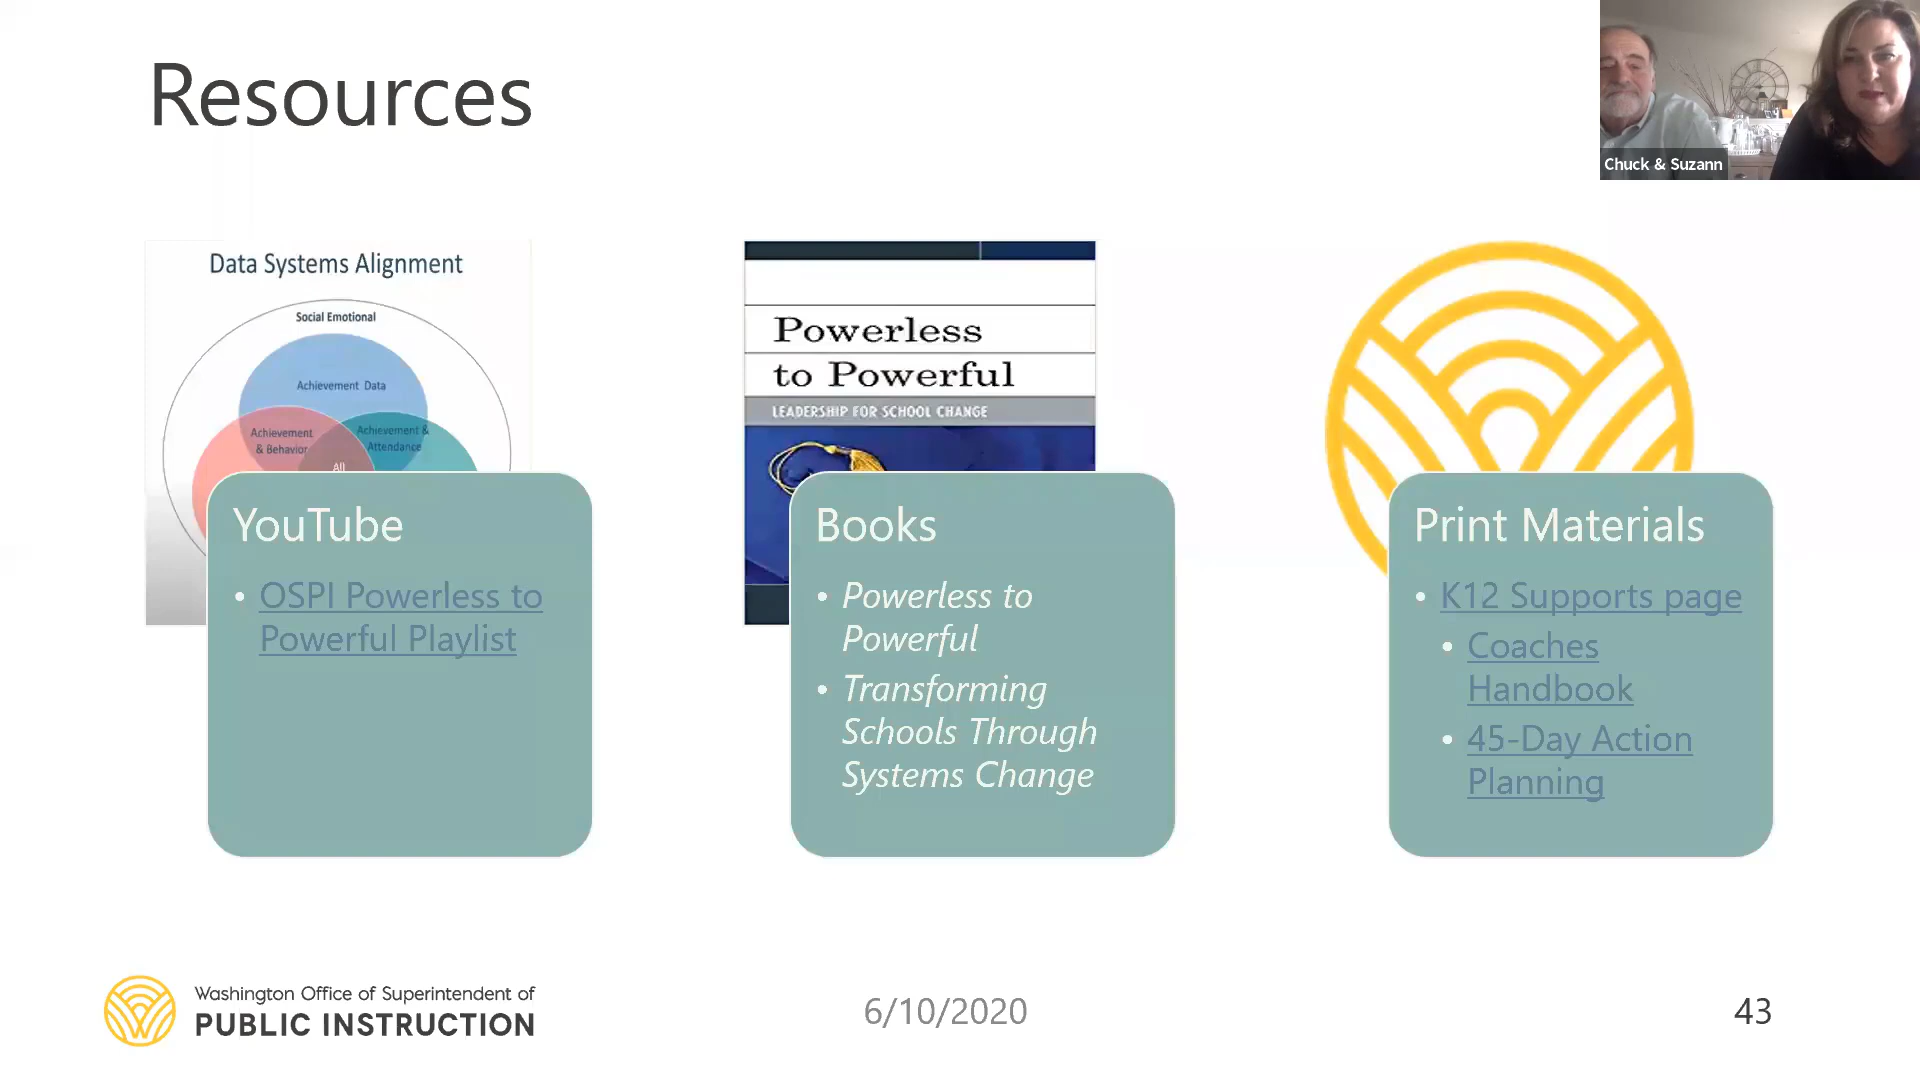 Resources
Chuck & Suzann
Data Systems Alignment
Social Emotional
Achievement Data
Achievement
& Behavior
Achievement &
Attendance
All
Powerless
to Powerful
LEADERSHIP FOR SCHOOL CHANGE
YouTube
• OSPI Powerless to
Powerful Playlist
Books
• Powerless to
Powerful
• Transforming
Schools Through
Systems Change
Print Materials
• K12 Supports page
• Coaches
Handbook
• 45-Day Action
Planning
Washington Office of Superintendent of
PUBLIC INSTRUCTION
6/10/2020
43